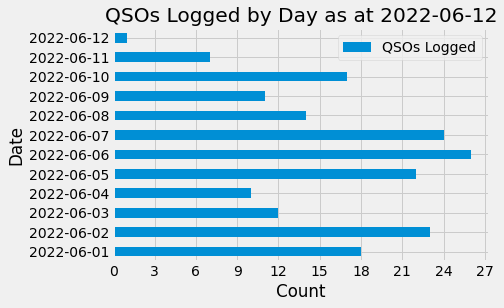 QSOs Logged by Day as at 2022-06-12
QSOs Logged
Date
2022-06-12
2022-06-11
2022-06-10
2022-06-09
2022-06-08
2022-06-07
2022-06-06
2022-06-05
2022-06-04
2022-06-03
2022-06-02
2022-06-01
0 3 6 9 12 15 18 21 24 27
Count